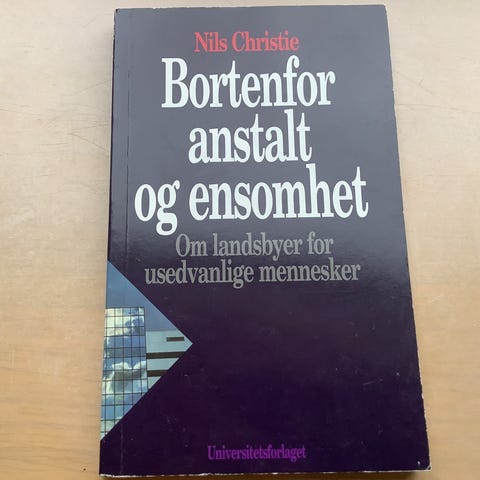 Nils Christie
Bortenfor
anstalt
og ensomhet
Om landsbyer for
usedvanlige mennesker
Universitetsforlaget